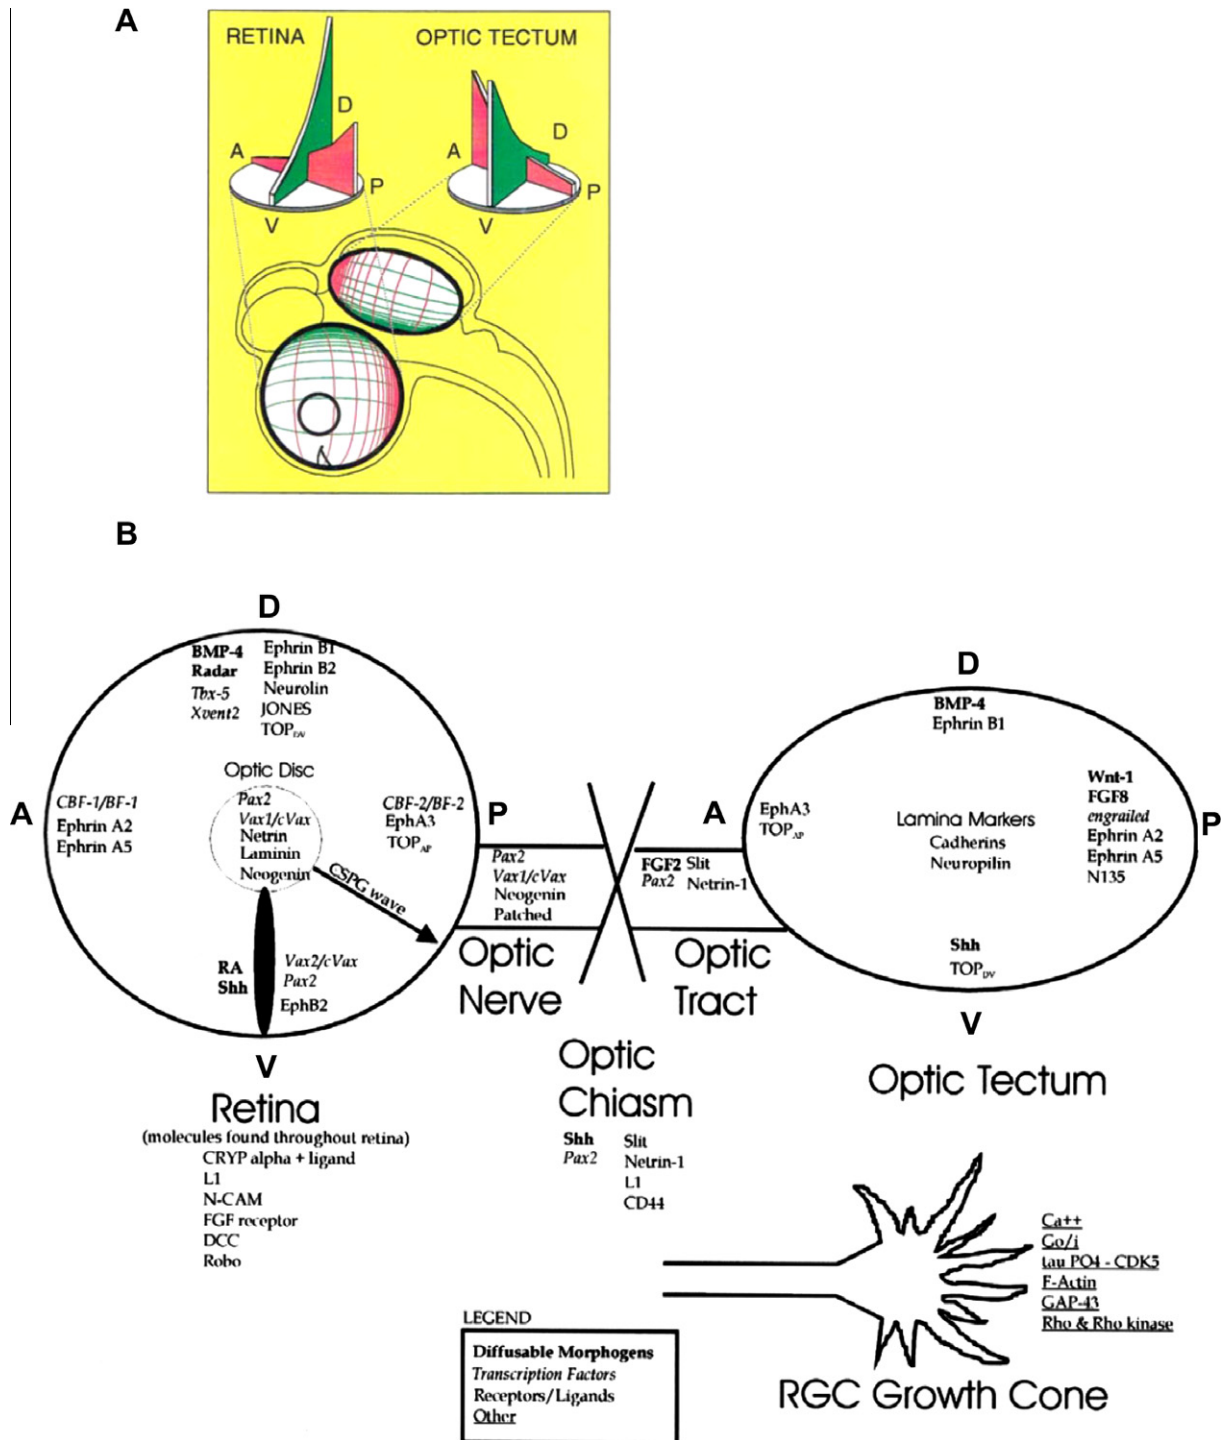 A
RETINA
OPTIC TECTUM
D
A
P
V
D
A
P
V
B
D
BMP-4
Radar
Tbx-5
Xvent2
Ephrin B1
Ephrin B2
Neurolin
JONES
TOPDV
Optic Disc
Pax2
Vax1/cVax
Netrin
Laminin
Neogenin
A
CBF-1/BF-1
Ephrin A2
Ephrin A5
CBF-2/BF-2
EphA3
TOPAP
P
CSPG wave
RA
Shh
Vax2/cVax
Pax2
EphB2
V
Retina
(molecules found throughout retina)
CRYP alpha + ligand
L1
N-CAM
FGF receptor
DCC
Robo
Pax2
Vax1/cVax
Neogenin
Patched
Optic
Nerve
FGF2 Slit
Pax2 Netrin-1
Optic
Tract
Optic
Chiasm
Shh
Pax2
Slit
Netrin-1
L1
CD44
D
BMP-4
Ephrin B1
A
EphA3
TOPAP
Lamina Markers
Cadherins
Neuropilin
Wnt-1
FGF8
engrailed
Ephrin A2
Ephrin A5
N135
P
Shh
TOPDV
V
Optic Tectum
Ca++
Go/i
tau PO4 - CDK5
F-Actin
GAP-43
Rho & Rho kinase
RGC Growth Cone
LEGEND
Diffusable Morphogens
Transcription Factors
Receptors/Ligands
Other